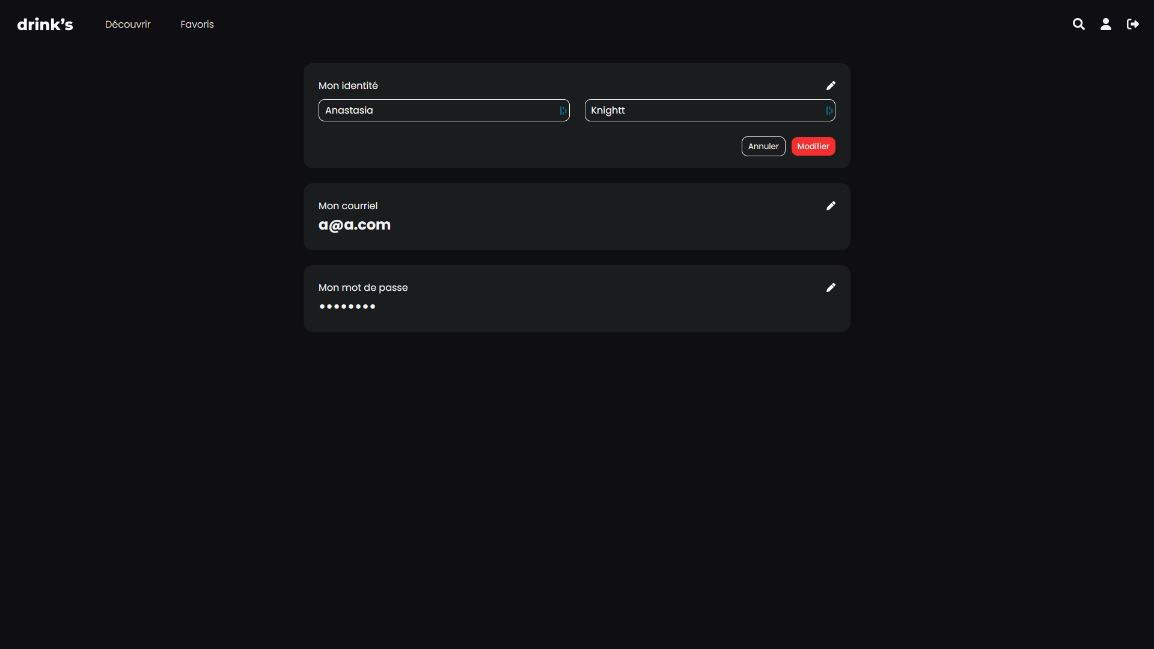 drink's Découvrir Favoris
Mon identité
Anastasia Knightt
Annuler Modifier
Mon courriel
a@a.com
Mon mot de passe
••••••••